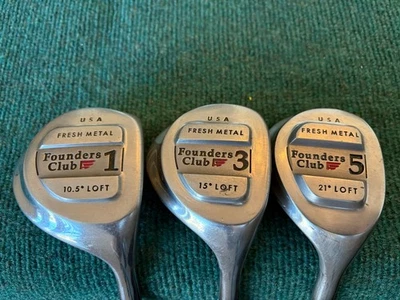 USA
FRESH METAL
Founders
Club 1
10.5° LOFT
USA
FRESH METAL
Founders
Club 3
15° LOFT
USA
FRESH METAL
Founders
Club 5
21° LOFT